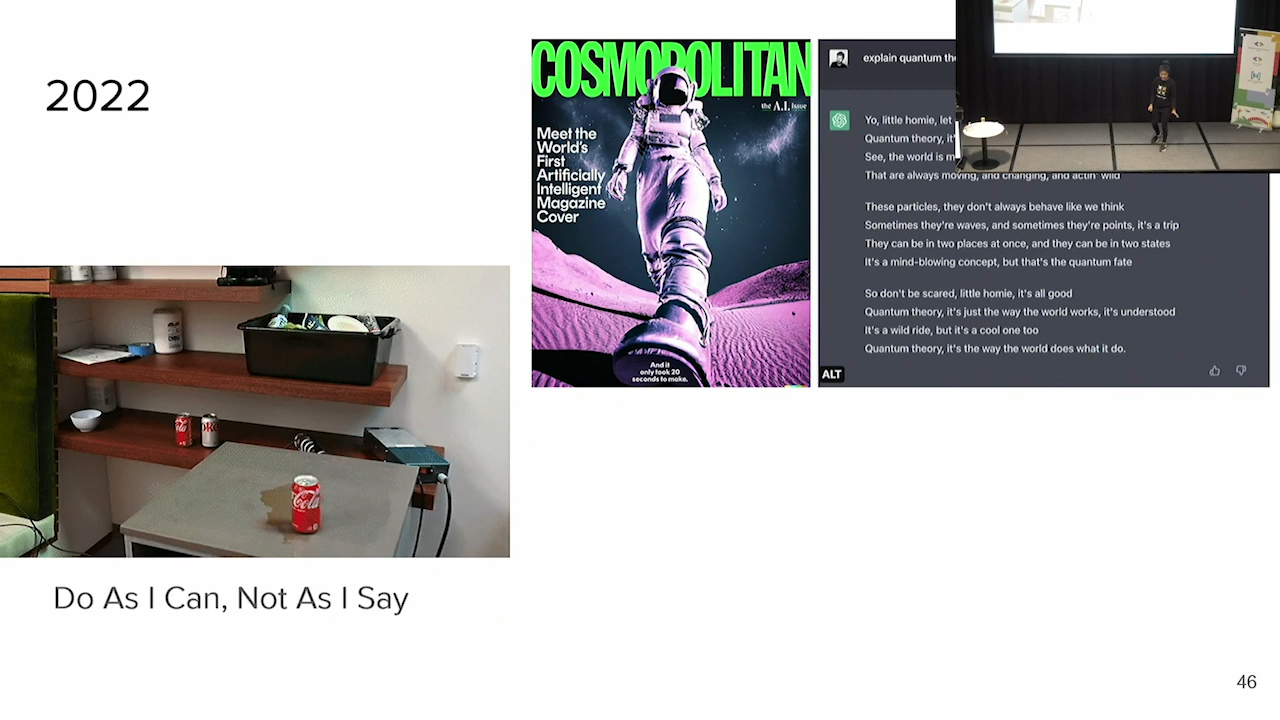 2022
COSMOPOLITAN
the A.I. Issue
Meet the
World's
First
Artificially
Intelligent
Magazine
Cover
And it
only took 20
seconds to make.
explain quantum the
Yo, little homie, let
Quantum theory, it'
See, the world is m
That are always moving, and changing, and actin' wild
These particles, they don't always behave like we think
Sometimes they're waves, and sometimes they're points, it's a trip
They can be in two places at once, and they can be in two states
It's a mind-blowing concept, but that's the quantum fate
So don't be scared, little homie, it's all good
Quantum theory, it's just the way the world works, it's understood
It's a wild ride, but it's a cool one too
Quantum theory, it's the way the world does what it do.
ALT
Coca-Cola
Do As I Can, Not As I Say
46